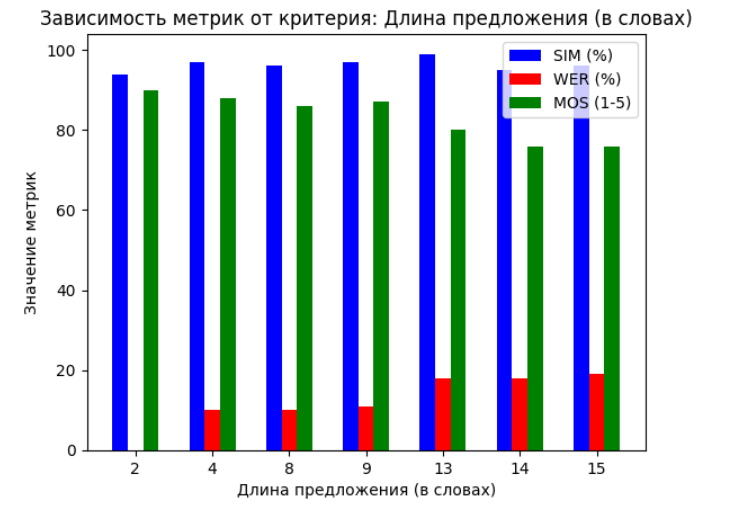 Зависимость метрик от критерия: Длина предложения (в словах)
SIM (%)
WER (%)
MOS (1-5)
Значение метрик
100
80
60
40
20
0
2 4 8 9 13 14 15
Длина предложения (в словах)